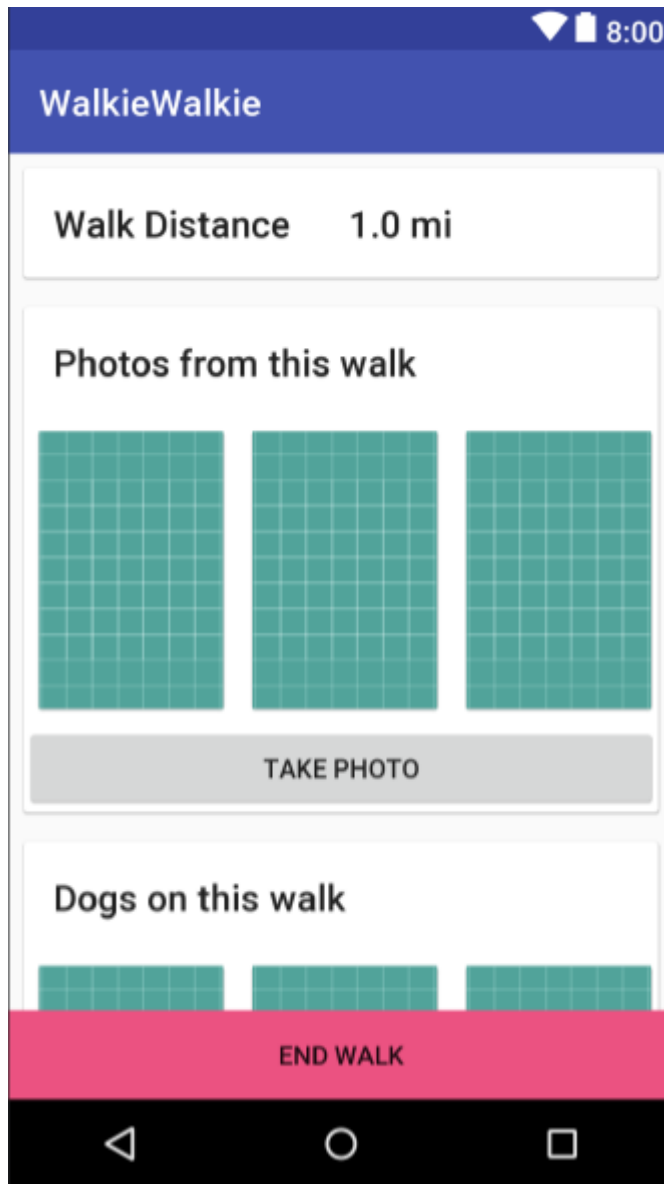 8:00
WalkieWalkie
Walk Distance 1.0 mi
Photos from this walk
TAKE PHOTO
Dogs on this walk
END WALK